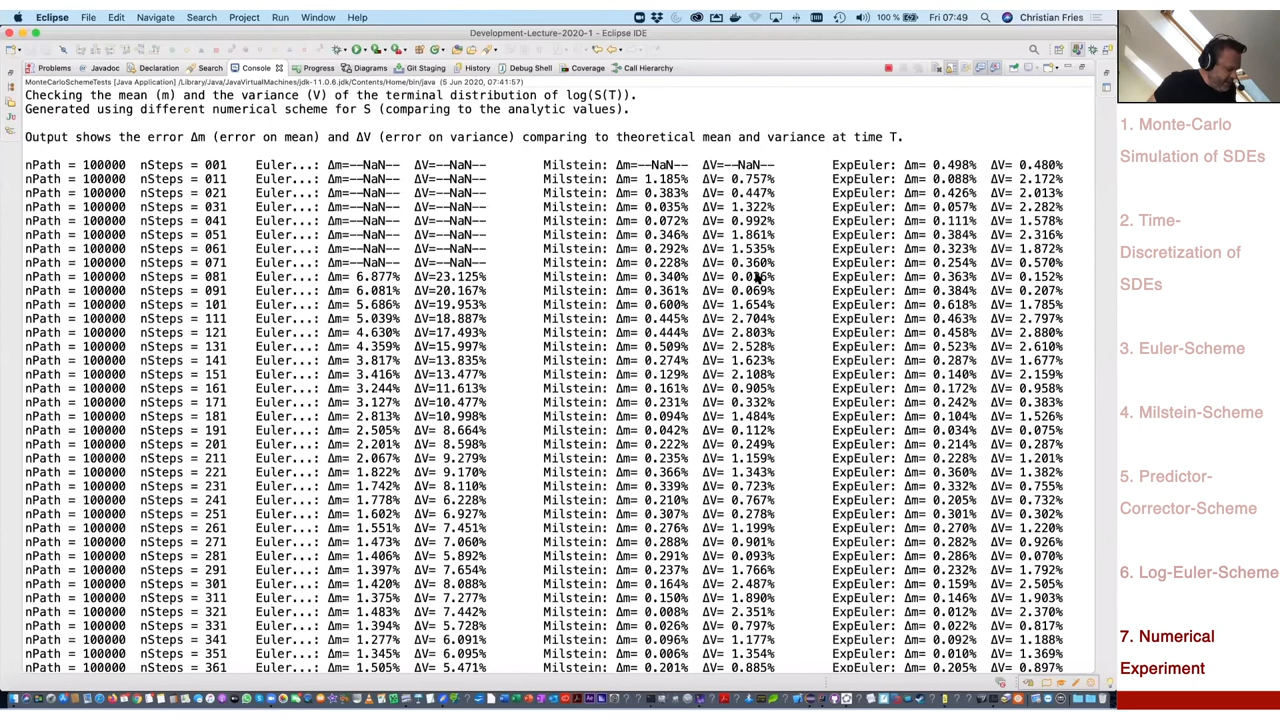 Eclipse File Edit Navigate Search Project Run Window Help 100 % Fri 07:49 Christian Fries
Development-Lecture-2020-1 - Eclipse IDE
Problems Javadoc Declaration Search Console Progress Diagrams Git Staging History Debug Shell Coverage Call Hierarchy
MonteCarloSchemeTests [Java Application] /Library/Java/JavaVirtualMachines/jdk-11.0.6.jdk/Contents/Home/bin/java (5 Jun 2020, 07:41:57)
Checking the mean (m) and the variance (V) of the terminal distribution of log(S(T)).
Generated using different numerical scheme for S (comparing to the analytic values).
Output shows the error Δm (error on mean) and ΔV (error on variance) comparing to theoretical mean and variance at time T.
nPath = 100000 nSteps = 001 Euler...: Δm=--NaN-- ΔV=--NaN-- Milstein: Δm=--NaN-- ΔV=--NaN-- ExpEuler: Δm= 0.498% ΔV= 0.480%
nPath = 100000 nSteps = 011 Euler...: Δm=--NaN-- ΔV=--NaN-- Milstein: Δm= 1.185% ΔV= 0.757% ExpEuler: Δm= 0.088% ΔV= 2.172%
nPath = 100000 nSteps = 021 Euler...: Δm=--NaN-- ΔV=--NaN-- Milstein: Δm= 0.383% ΔV= 0.447% ExpEuler: Δm= 0.426% ΔV= 2.013%
nPath = 100000 nSteps = 031 Euler...: Δm=--NaN-- ΔV=--NaN-- Milstein: Δm= 0.035% ΔV= 1.322% ExpEuler: Δm= 0.057% ΔV= 2.282%
nPath = 100000 nSteps = 041 Euler...: Δm=--NaN-- ΔV=--NaN-- Milstein: Δm= 0.072% ΔV= 0.992% ExpEuler: Δm= 0.111% ΔV= 1.578%
nPath = 100000 nSteps = 051 Euler...: Δm=--NaN-- ΔV=--NaN-- Milstein: Δm= 0.346% ΔV= 1.861% ExpEuler: Δm= 0.384% ΔV= 2.316%
nPath = 100000 nSteps = 061 Euler...: Δm=--NaN-- ΔV=--NaN-- Milstein: Δm= 0.292% ΔV= 1.535% ExpEuler: Δm= 0.323% ΔV= 1.872%
nPath = 100000 nSteps = 071 Euler...: Δm=--NaN-- ΔV=--NaN-- Milstein: Δm= 0.228% ΔV= 0.360% ExpEuler: Δm= 0.254% ΔV= 0.570%
nPath = 100000 nSteps = 081 Euler...: Δm= 6.877% ΔV=23.125% Milstein: Δm= 0.340% ΔV= ExpEuler: Δm= 0.363% ΔV= 0.152%
nPath = 100000 nSteps = 091 Euler...: Δm= 6.081% ΔV=20.167% Milstein: Δm= 0.361% ΔV= 0.069% ExpEuler: Δm= 0.384% ΔV= 0.207%
nPath = 100000 nSteps = 101 Euler...: Δm= 5.686% ΔV=19.953% Milstein: Δm= 0.600% ΔV= 1.654% ExpEuler: Δm= 0.618% ΔV= 1.785%
nPath = 100000 nSteps = 111 Euler...: Δm= 5.039% ΔV=18.887% Milstein: Δm= 0.445% ΔV= 2.704% ExpEuler: Δm= 0.463% ΔV= 2.797%
nPath = 100000 nSteps = 121 Euler...: Δm= 4.630% ΔV=17.493% Milstein: Δm= 0.444% ΔV= 2.803% ExpEuler: Δm= 0.458% ΔV= 2.880%
nPath = 100000 nSteps = 131 Euler...: Δm= 4.359% ΔV=15.997% Milstein: Δm= 0.509% ΔV= 2.528% ExpEuler: Δm= 0.523% ΔV= 2.610%
nPath = 100000 nSteps = 141 Euler...: Δm= 3.817% ΔV=13.835% Milstein: Δm= 0.274% ΔV= 1.623% ExpEuler: Δm= 0.287% ΔV= 1.677%
nPath = 100000 nSteps = 151 Euler...: Δm= 3.416% ΔV=13.477% Milstein: Δm= 0.129% ΔV= 2.108% ExpEuler: Δm= 0.140% ΔV= 2.159%
nPath = 100000 nSteps = 161 Euler...: Δm= 3.244% ΔV=11.613% Milstein: Δm= 0.161% ΔV= 0.905% ExpEuler: Δm= 0.172% ΔV= 0.958%
nPath = 100000 nSteps = 171 Euler...: Δm= 3.127% ΔV=10.477% Milstein: Δm= 0.231% ΔV= 0.332% ExpEuler: Δm= 0.242% ΔV= 0.383%
nPath = 100000 nSteps = 181 Euler...: Δm= 2.813% ΔV=10.998% Milstein: Δm= 0.094% ΔV= 1.484% ExpEuler: Δm= 0.104% ΔV= 1.526%
nPath = 100000 nSteps = 191 Euler...: Δm= 2.505% ΔV= 8.664% Milstein: Δm= 0.042% ΔV= 0.112% ExpEuler: Δm= 0.034% ΔV= 0.075%
nPath = 100000 nSteps = 201 Euler...: Δm= 2.201% ΔV= 8.598% Milstein: Δm= 0.222% ΔV= 0.249% ExpEuler: Δm= 0.214% ΔV= 0.287%
nPath = 100000 nSteps = 211 Euler...: Δm= 2.067% ΔV= 9.279% Milstein: Δm= 0.235% ΔV= 1.159% ExpEuler: Δm= 0.228% ΔV= 1.201%
nPath = 100000 nSteps = 221 Euler...: Δm= 1.822% ΔV= 9.170% Milstein: Δm= 0.366% ΔV= 1.343% ExpEuler: Δm= 0.360% ΔV= 1.382%
nPath = 100000 nSteps = 231 Euler...: Δm= 1.742% ΔV= 8.110% Milstein: Δm= 0.339% ΔV= 0.723% ExpEuler: Δm= 0.332% ΔV= 0.755%
nPath = 100000 nSteps = 241 Euler...: Δm= 1.778% ΔV= 6.228% Milstein: Δm= 0.210% ΔV= 0.767% ExpEuler: Δm= 0.205% ΔV= 0.732%
nPath = 100000 nSteps = 251 Euler...: Δm= 1.602% ΔV= 6.927% Milstein: Δm= 0.307% ΔV= 0.278% ExpEuler: Δm= 0.301% ΔV= 0.302%
nPath = 100000 nSteps = 261 Euler...: Δm= 1.551% ΔV= 7.451% Milstein: Δm= 0.276% ΔV= 1.199% ExpEuler: Δm= 0.270% ΔV= 1.220%
nPath = 100000 nSteps = 271 Euler...: Δm= 1.473% ΔV= 7.060% Milstein: Δm= 0.288% ΔV= 0.901% ExpEuler: Δm= 0.282% ΔV= 0.926%
nPath = 100000 nSteps = 281 Euler...: Δm= 1.406% ΔV= 5.892% Milstein: Δm= 0.291% ΔV= 0.093% ExpEuler: Δm= 0.286% ΔV= 0.070%
nPath = 100000 nSteps = 291 Euler...: Δm= 1.397% ΔV= 7.654% Milstein: Δm= 0.237% ΔV= 1.766% ExpEuler: Δm= 0.232% ΔV= 1.792%
nPath = 100000 nSteps = 301 Euler...: Δm= 1.420% ΔV= 8.088% Milstein: Δm= 0.164% ΔV= 2.487% ExpEuler: Δm= 0.159% ΔV= 2.505%
nPath = 100000 nSteps = 311 Euler...: Δm= 1.375% ΔV= 7.277% Milstein: Δm= 0.150% ΔV= 1.890% ExpEuler: Δm= 0.146% ΔV= 1.903%
nPath = 100000 nSteps = 321 Euler...: Δm= 1.483% ΔV= 7.442% Milstein: Δm= 0.008% ΔV= 2.351% ExpEuler: Δm= 0.012% ΔV= 2.370%
nPath = 100000 nSteps = 331 Euler...: Δm= 1.394% ΔV= 5.728% Milstein: Δm= 0.026% ΔV= 0.797% ExpEuler: Δm= 0.022% ΔV= 0.817%
nPath = 100000 nSteps = 341 Euler...: Δm= 1.277% ΔV= 6.091% Milstein: Δm= 0.096% ΔV= 1.177% ExpEuler: Δm= 0.092% ΔV= 1.188%
nPath = 100000 nSteps = 351 Euler...: Δm= 1.345% ΔV= 6.095% Milstein: Δm= 0.006% ΔV= 1.354% ExpEuler: Δm= 0.010% ΔV= 1.369%
nPath = 100000 nSteps = 361 Euler...: Δm= 1.505% ΔV= 5.471% Milstein: Δm= 0.201% ΔV= 0.885% ExpEuler: Δm= 0.205% ΔV= 0.897%
1. Monte-Carlo
Simulation of SDEs
2. Time-
Discretization of
SDEs
3. Euler-Scheme
4. Milstein-Scheme
5. Predictor-
Corrector-Scheme
6. Log-Euler-Scheme
7. Numerical
Experiment